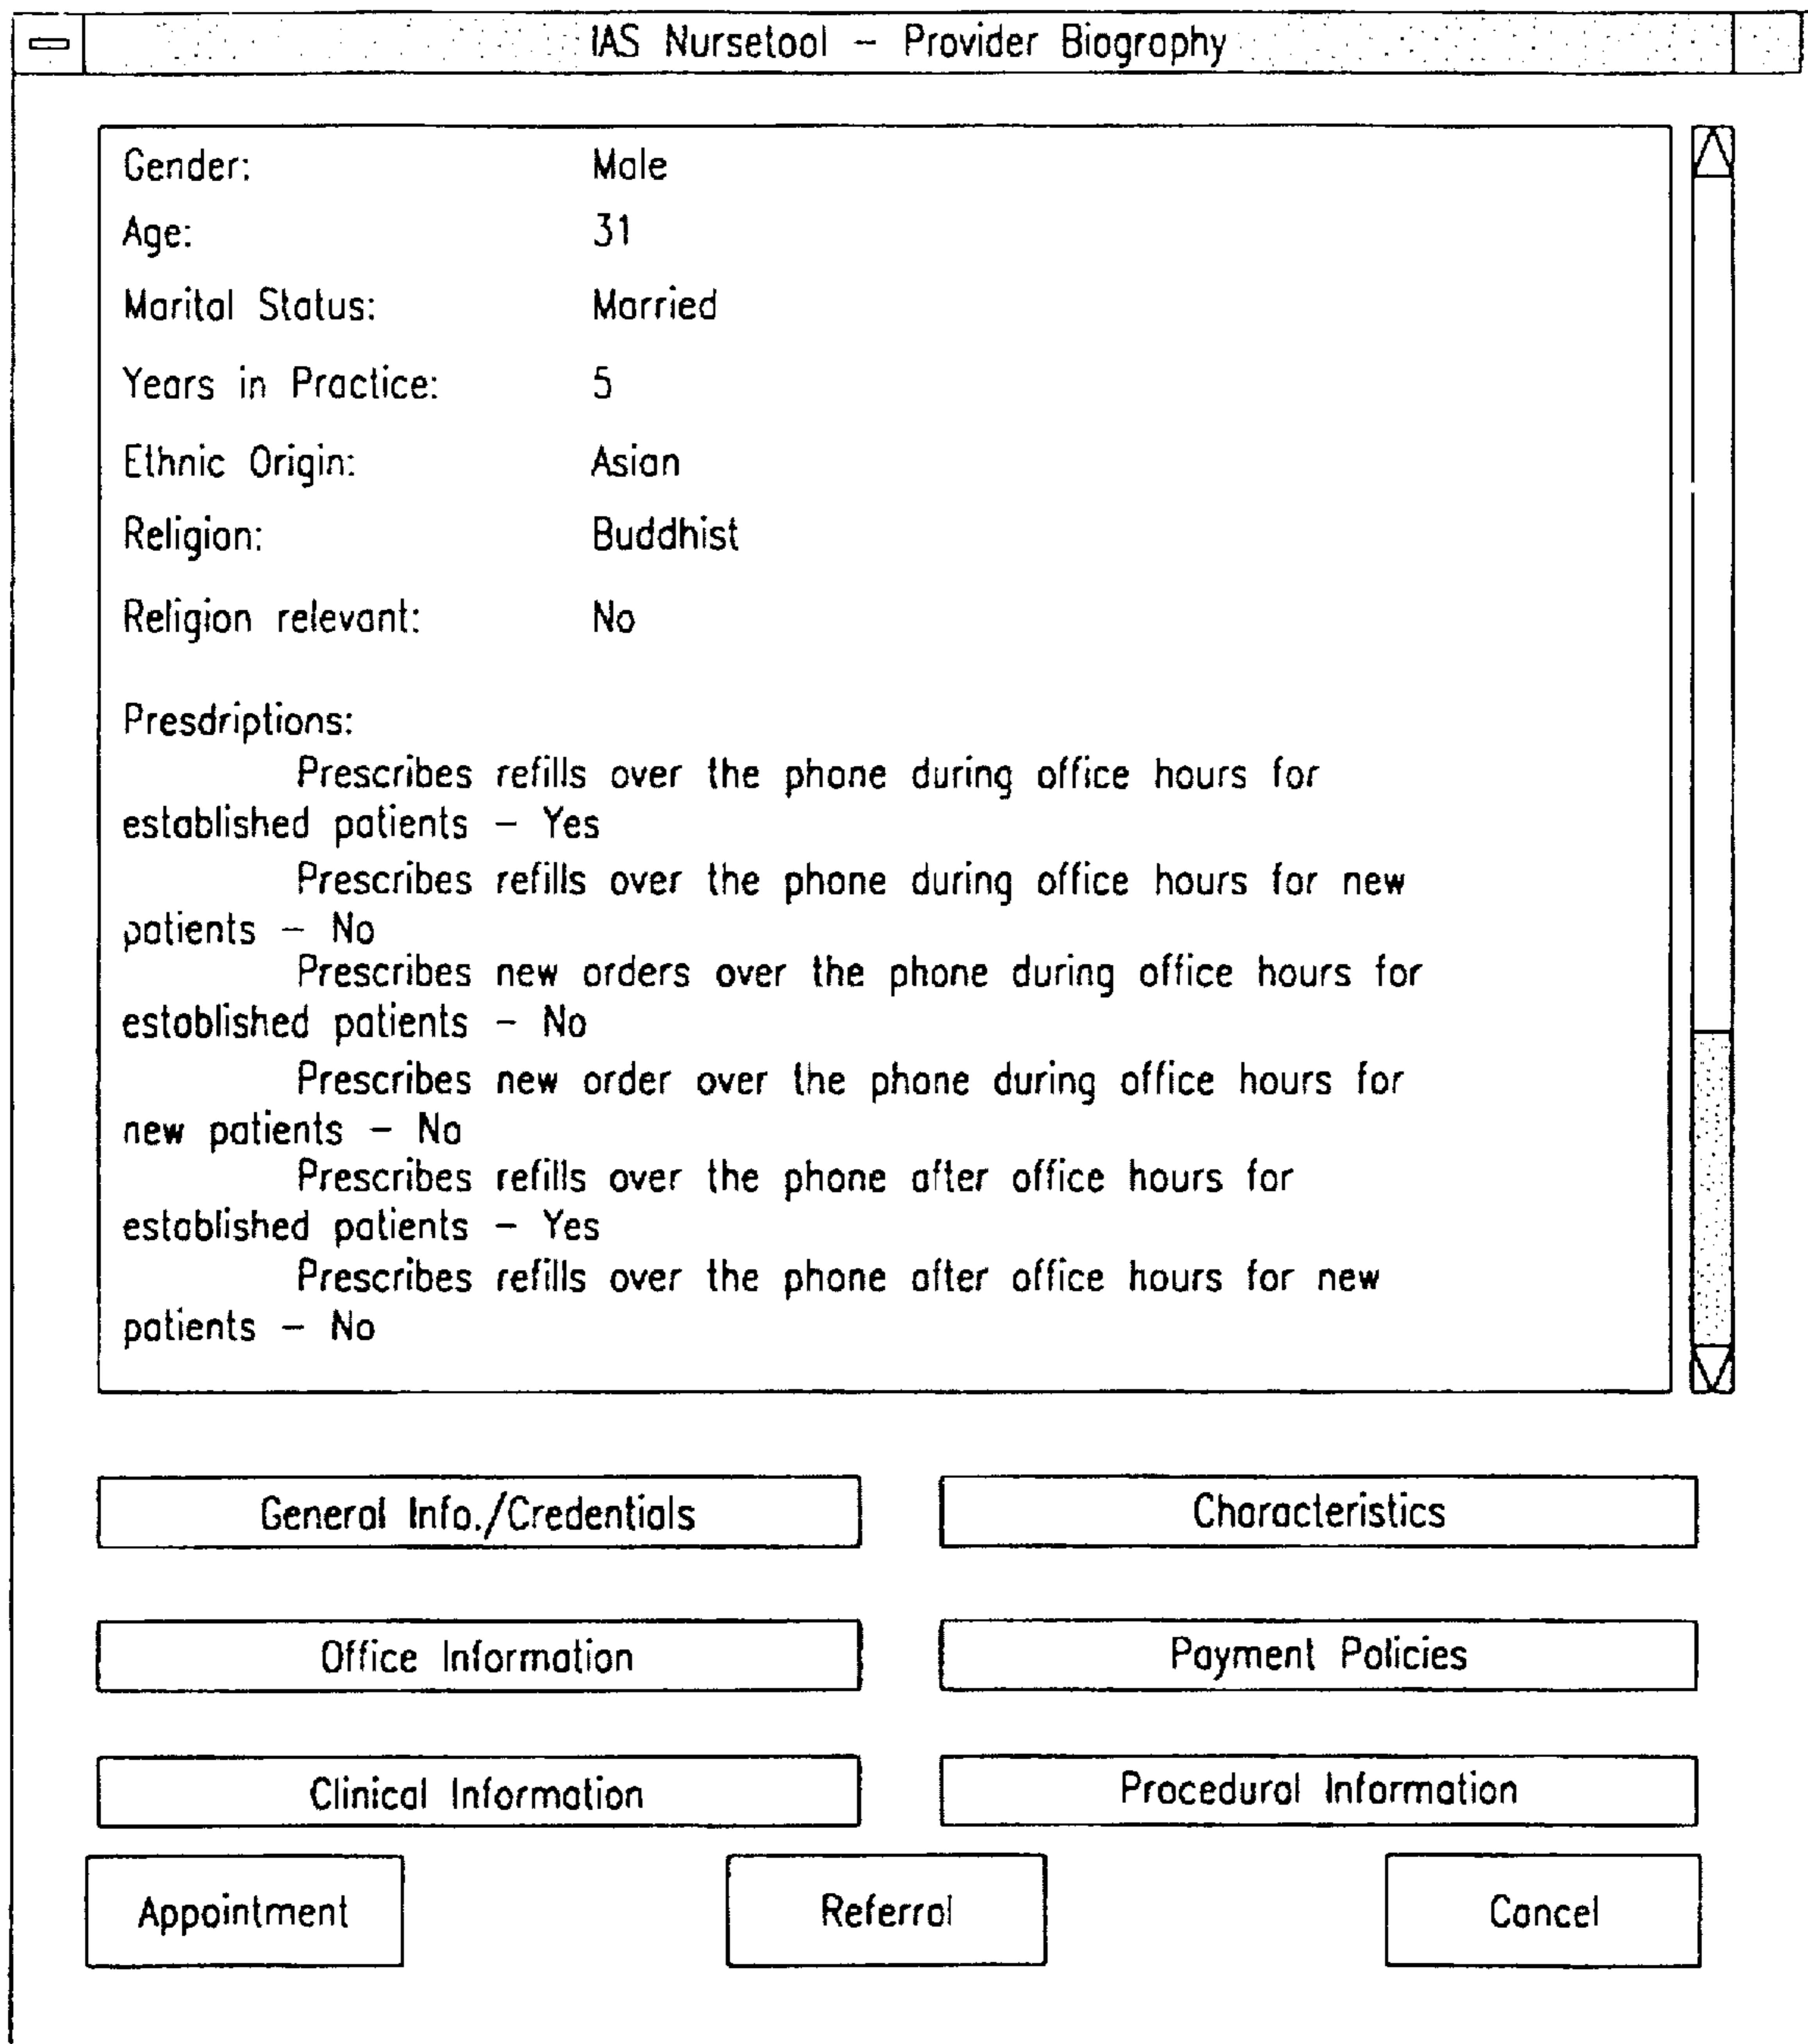 IAS Nursetool – Provider Biography
Gender: Male
Age: 31
Marital Status: Married
Years in Practice: 5
Ethnic Origin: Asian
Religion: Buddhist
Religion relevant: No
Presdriptions:
Prescribes refills over the phone during office hours for
established patients – Yes
Prescribes refills over the phone during office hours for new
patients – No
Prescribes new orders over the phone during office hours for
established patients – No
Prescribes new order over the phone during office hours for
new patients – No
Prescribes refills over the phone after office hours for
established patients – Yes
Prescribes refills over the phone after office hours for new
patients – No
General Info./Credentials Characteristics
Office Information Payment Policies
Clinical Information Procedural Information
Appointment Referral Cancel